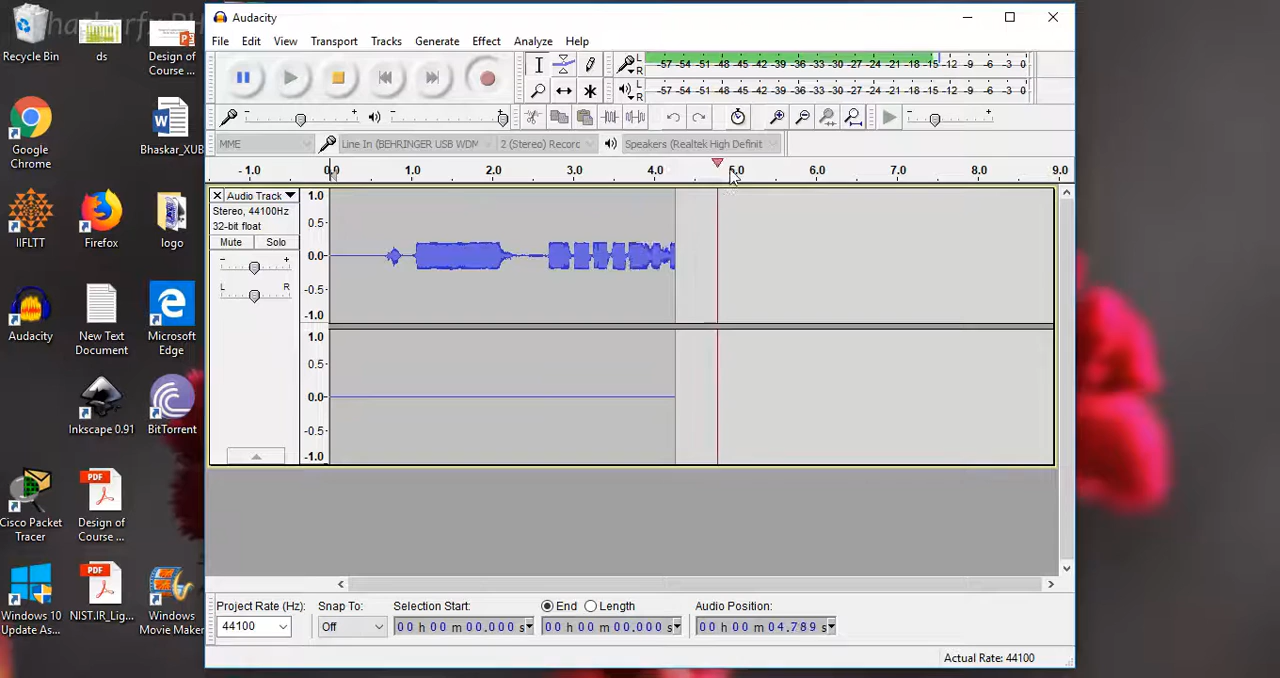 Audacity
File Edit View Transport Tracks Generate Effect Analyze Help
-57 -54 -51 -48 -45 -42 -39 -36 -33 -30 -27 -24 -21 -18 -15 -12 -9 -6 -3 0
L
R
-57 -54 -51 -48 -45 -42 -39 -36 -33 -30 -27 -24 -21 -18 -15 -12 -9 -6 -3 0
L
R
MME
Line In (BEHRINGER USB WDM
2 (Stereo) Recorc
Speakers (Realtek High Definit
- 1.0 0.0 1.0 2.0 3.0 4.0 5.0 6.0 7.0 8.0 9.0
Audio Track
Stereo, 44100Hz
32-bit float
Mute Solo
- +
L R
1.0
0.5-
0.0-
-0.5-
-1.0
1.0
0.5-
0.0-
-0.5-
-1.0
Project Rate (Hz):
44100
Snap To:
Off
Selection Start:
00 h 00 m 00.000 s
End Length
00 h 00 m 00.000 s
Audio Position:
00 h 00 m 04.789 s
Actual Rate: 44100
Recycle Bin
ds
Design of
Course ...
Google
Chrome
Bhaskar_XUB
IIFLTT
Firefox
logo
Audacity
New Text
Document
Microsoft
Edge
Inkscape 0.91
BitTorrent
Cisco Packet
Tracer
PDF
Design of
Course ...
Windows 10
Update As...
PDF
NIST.IR_Lig...
Windows
Movie Maker